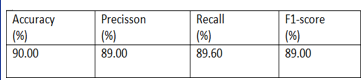 Accuracy Precisson Recall F1-score
(%) (%) (%) (%)
90.00 89.00 89.60 89.00